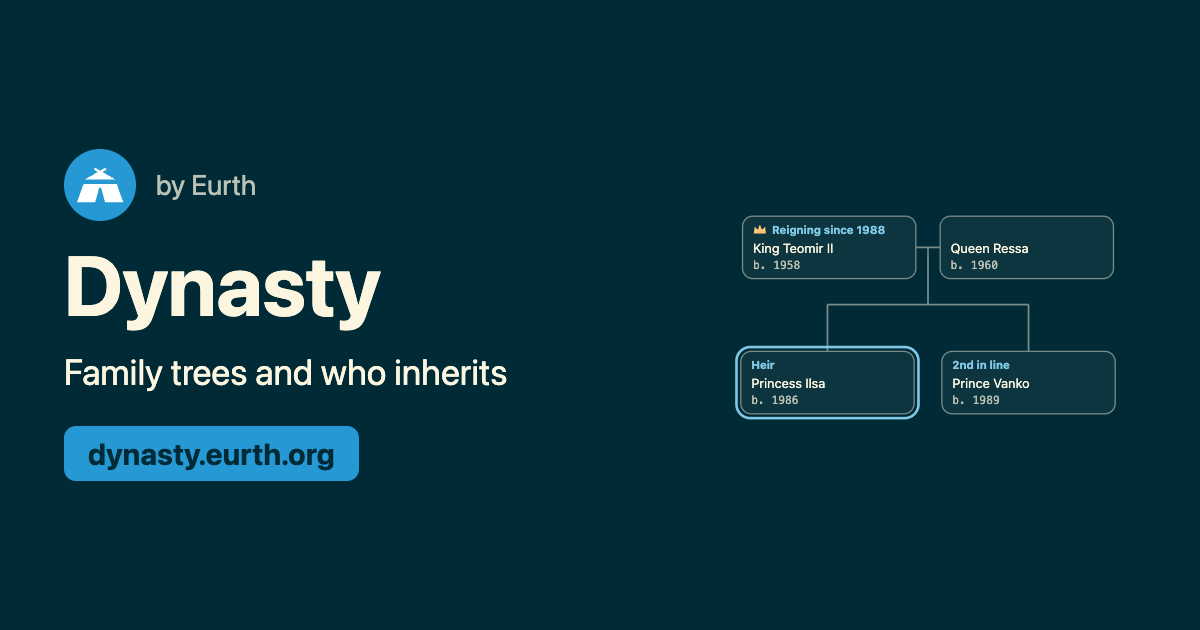 by Eurth
Dynasty
Family trees and who inherits
dynasty.eurth.org
Reigning since 1988
King Teomir II
b. 1958
Queen Ressa
b. 1960
Heir
Princess Ilsa
b. 1986
2nd in line
Prince Vanko
b. 1989